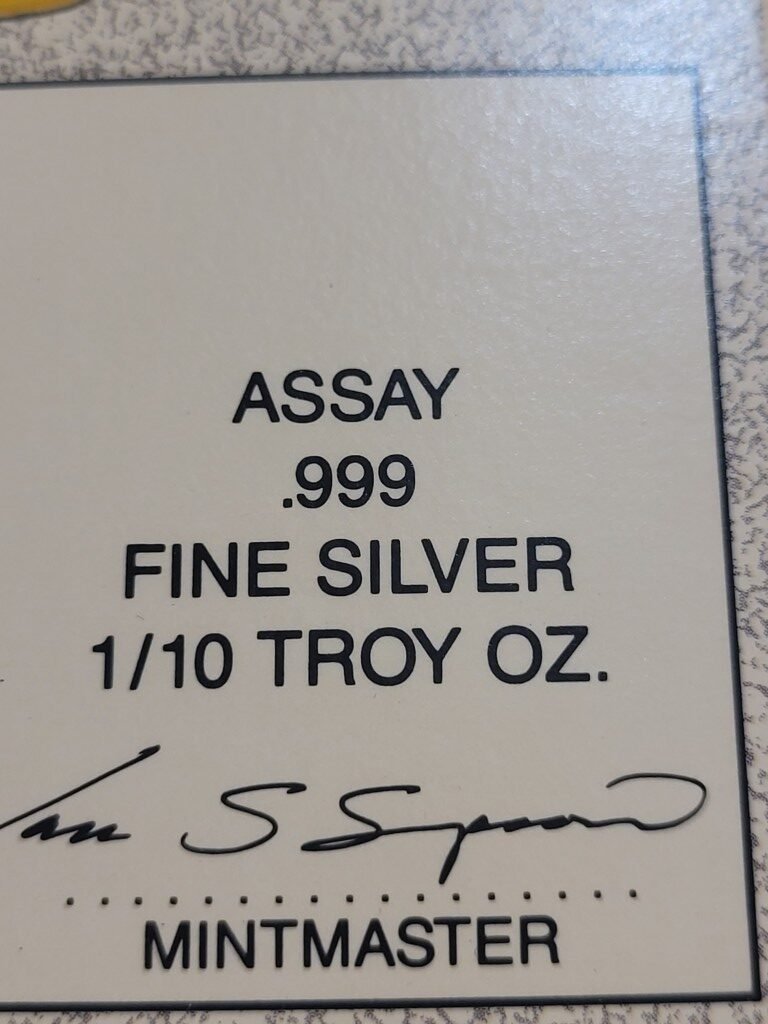 ASSAY
.999
FINE SILVER
1/10 TROY OZ.
MINTMASTER